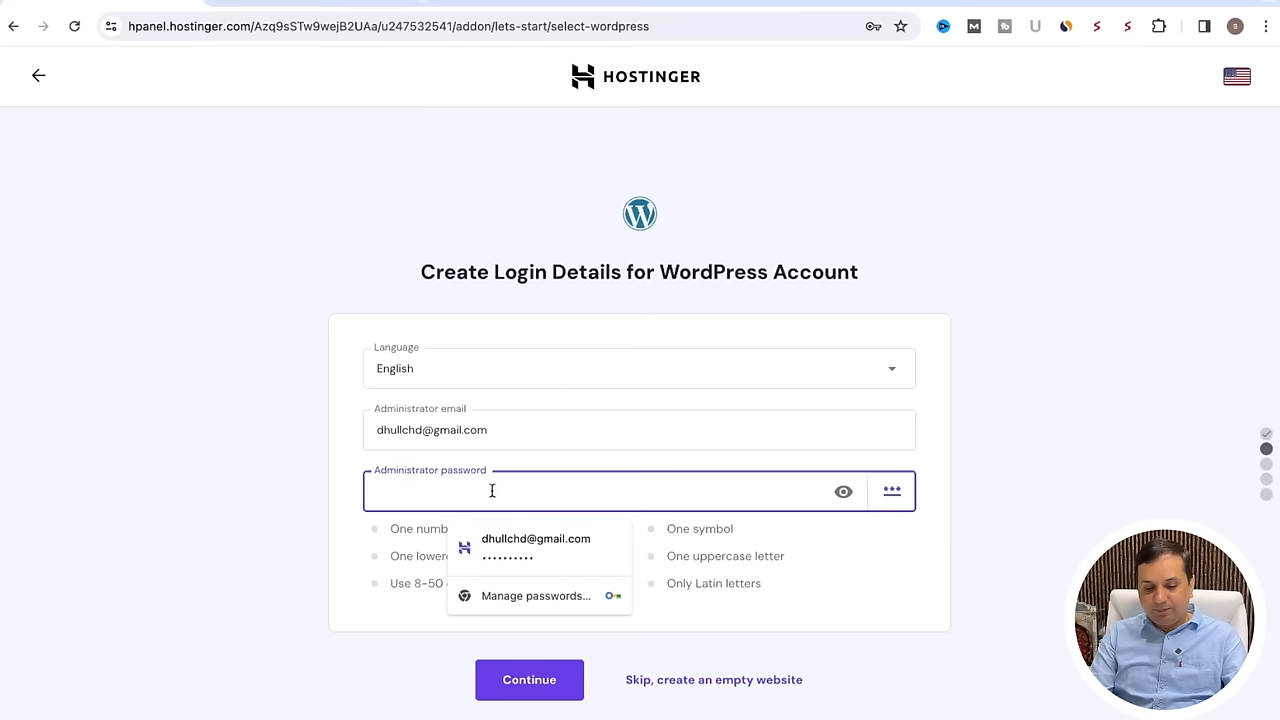 hpanel.hostinger.com/Azq9sSTw9wejB2UAa/u247532541/addon/lets-start/select-wordpress
HOSTINGER
Create Login Details for WordPress Account
Language
English
Administrator email
dhullchd@gmail.com
Administrator password
One numb
One symbol
dhullchd@gmail.com
••••••••••
One lower
One uppercase letter
Use 8-50
Only Latin letters
Manage passwords...
Continue
Skip, create an empty website